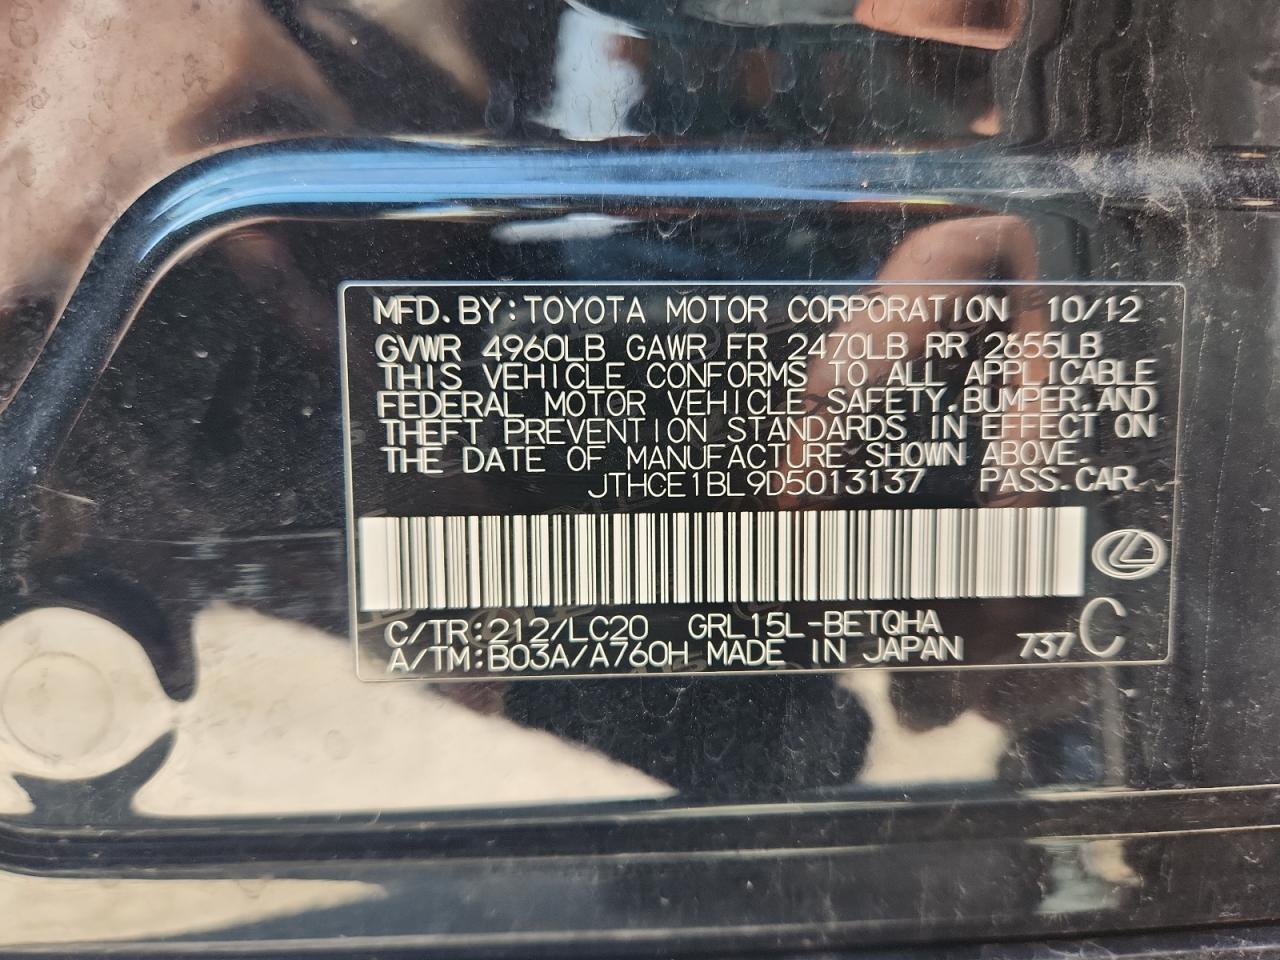 MFD. BY: TOYOTA MOTOR CORPORATION 10/12
GVWR 4960LB GAWR FR 2470LB RR 2655LB
THIS VEHICLE CONFORMS TO ALL APPLICABLE
FEDERAL MOTOR VEHICLE SAFETY, BUMPER, AND
THEFT PREVENTION STANDARDS IN EFFECT ON
THE DATE OF MANUFACTURE SHOWN ABOVE.
JTHCE1BL9D5013137 PASS. CAR
C/TR: 212/LC20 GRL15L-BETQHA
A/TM: B03A/A760H MADE IN JAPAN 737 C